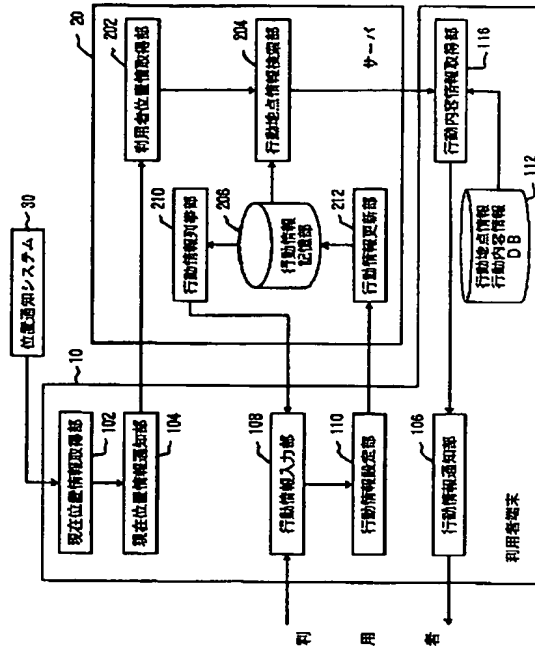 30
位置通知システム
10
現在位置情報取得部
102
現在位置情報通知部
104
行動情報入力部
108
行動情報設定部
110
行動情報通知部
106
利用者端末
利用者
20
利用者位置情取得部
202
行動地点情報検索部
204
行動情報列挙部
210
行動情報
記憶部
206
行動情報更新部
212
サーバ
行動内容情報取得部
116
行動地点情報
行動内容情報
DB
112